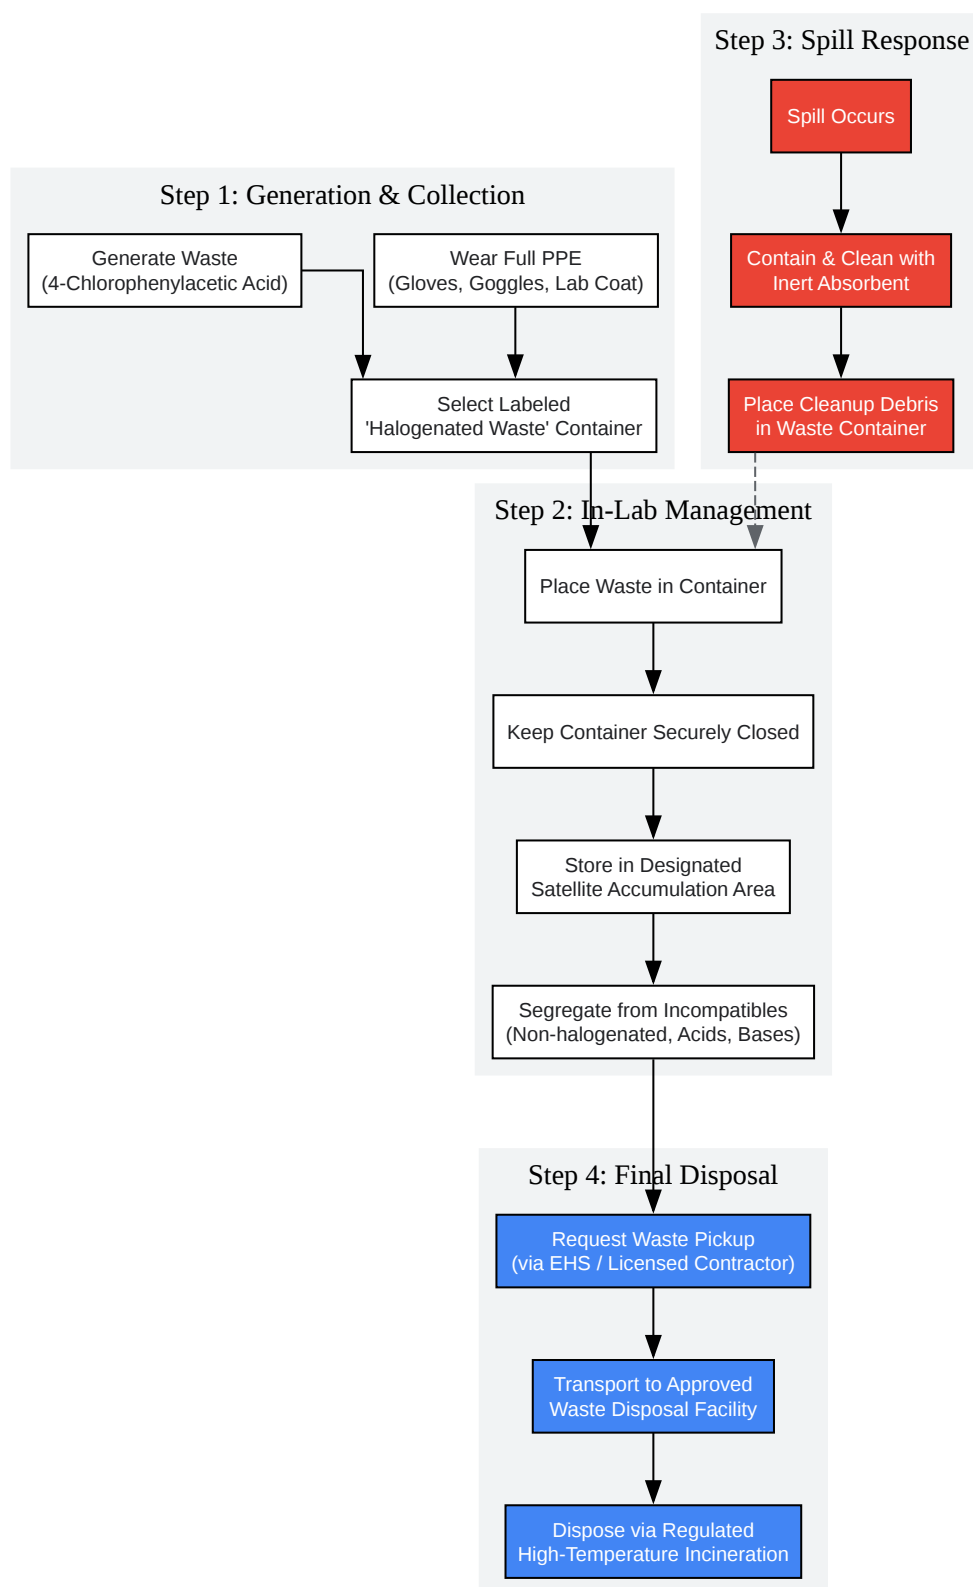 Step 3: Spill Response
Spill Occurs
Contain & Clean with
Inert Absorbent
Place Cleanup Debris
in Waste Container
Step 1: Generation & Collection
Generate Waste
(4-Chlorophenylacetic Acid)
Wear Full PPE
(Gloves, Goggles, Lab Coat)
Select Labeled
'Halogenated Waste' Container
Step 2: In-Lab Management
Place Waste in Container
Keep Container Securely Closed
Store in Designated
Satellite Accumulation Area
Segregate from Incompatibles
(Non-halogenated, Acids, Bases)
Step 4: Final Disposal
Request Waste Pickup
(via EHS / Licensed Contractor)
Transport to Approved
Waste Disposal Facility
Dispose via Regulated
High-Temperature Incineration